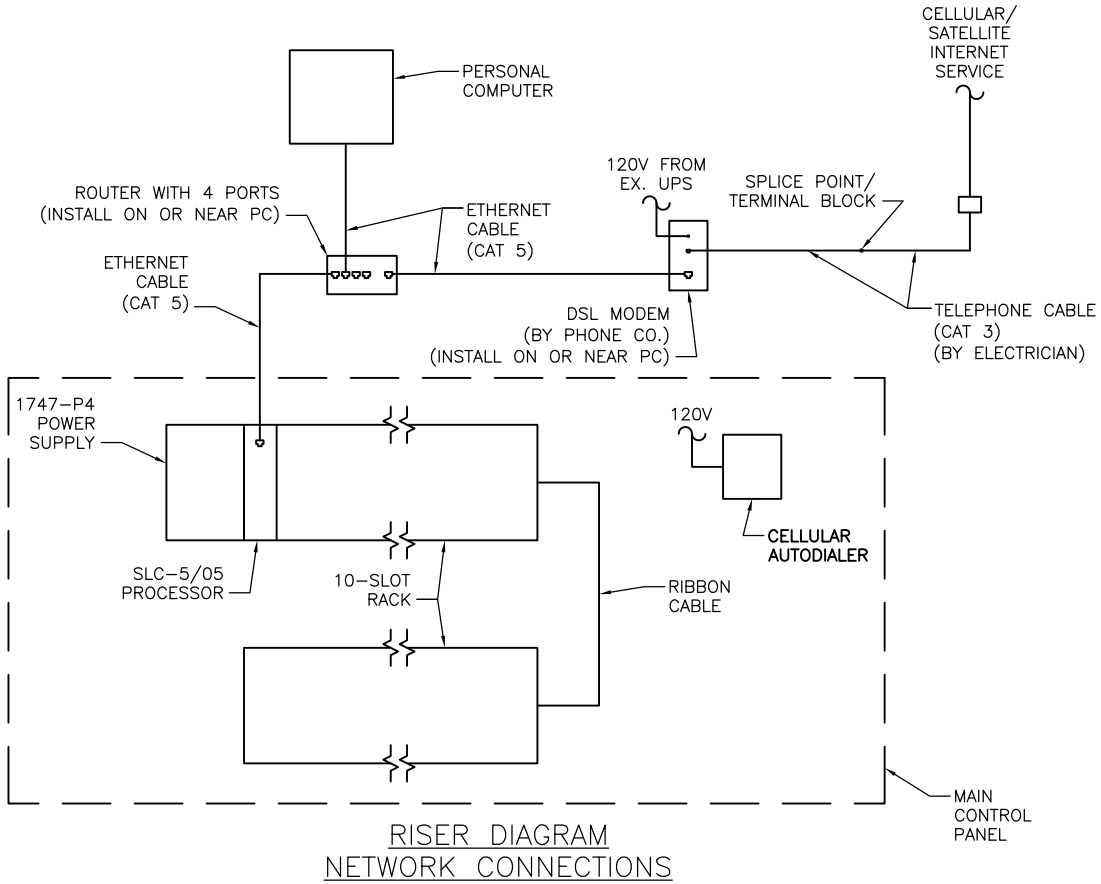 CELLULAR/
SATELLITE
INTERNET
SERVICE
PERSONAL
COMPUTER
120V FROM
EX. UPS
SPLICE POINT/
TERMINAL BLOCK
ROUTER WITH 4 PORTS
(INSTALL ON OR NEAR PC)
ETHERNET
CABLE
(CAT 5)
ETHERNET
CABLE
(CAT 5)
DSL MODEM
(BY PHONE CO.)
(INSTALL ON OR NEAR PC)
TELEPHONE CABLE
(CAT 3)
(BY ELECTRICIAN)
1747-P4
POWER
SUPPLY
120V
CELLULAR
AUTODIALER
SLC-5/05
PROCESSOR
10-SLOT
RACK
RIBBON
CABLE
MAIN
CONTROL
PANEL
RISER DIAGRAM
NETWORK CONNECTIONS